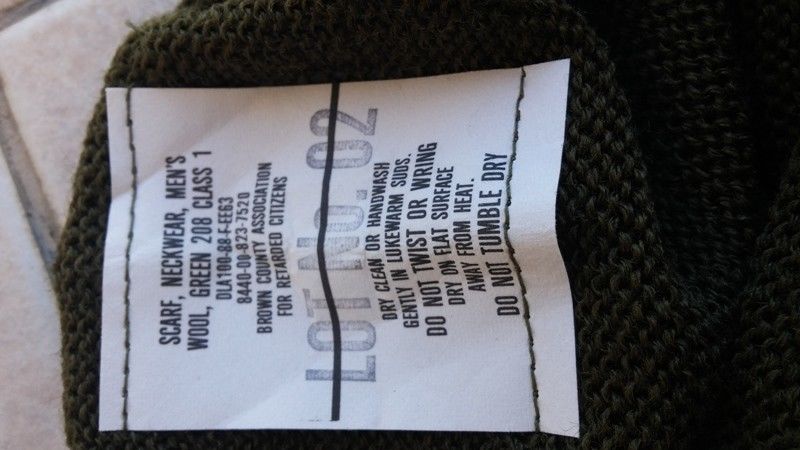 SCARF, NECKWEAR, MEN'S
WOOL, GREEN 208 CLASS 1
DLA100-88-F-EE63
8440-00-823-7520
BROWN COUNTY ASSOCIATION
FOR RETARDED CITIZENS
LOT No. 02
DRY CLEAN OR HANDWASH
GENTLY IN LUKEWARM SUDS.
DO NOT TWIST OR WRING
DRY ON FLAT SURFACE
AWAY FROM HEAT.
DO NOT TUMBLE DRY